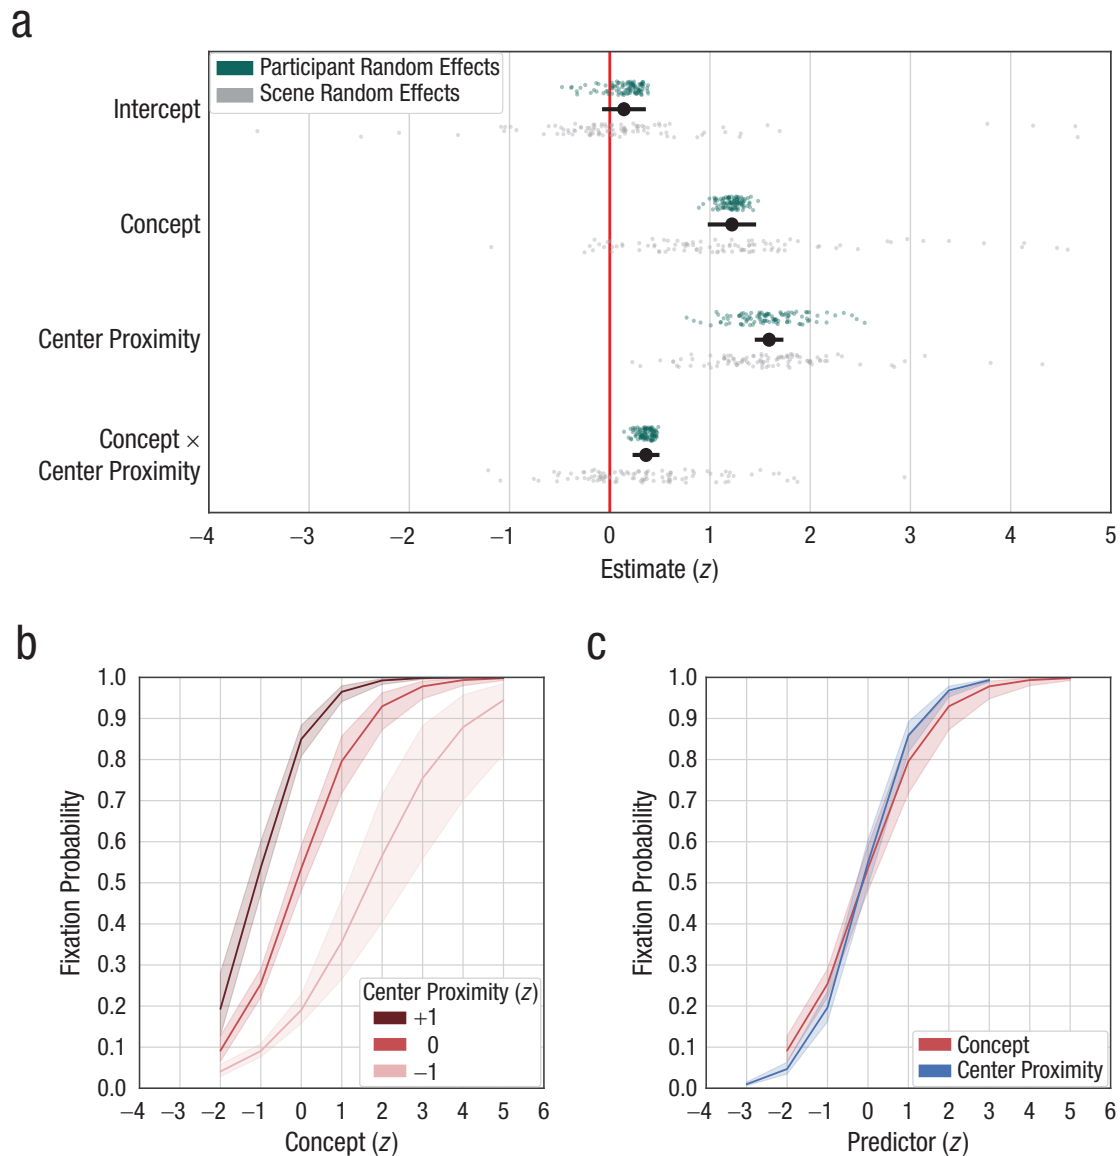 a
Participant Random Effects
Scene Random Effects
Intercept
Concept
Center Proximity
Concept ×
Center Proximity
−4 −3 −2 −1 0 1 2 3 4 5
Estimate (z)
b
Fixation Probability
1.0
0.9
0.8
0.7
0.6
0.5
0.4
0.3
0.2
0.1
0.0
Center Proximity (z)
+1
0
−1
−4 −3 −2 −1 0 1 2 3 4 5 6
Concept (z)
c
Fixation Probability
1.0
0.9
0.8
0.7
0.6
0.5
0.4
0.3
0.2
0.1
0.0
Concept
Center Proximity
−4 −3 −2 −1 0 1 2 3 4 5 6
Predictor (z)